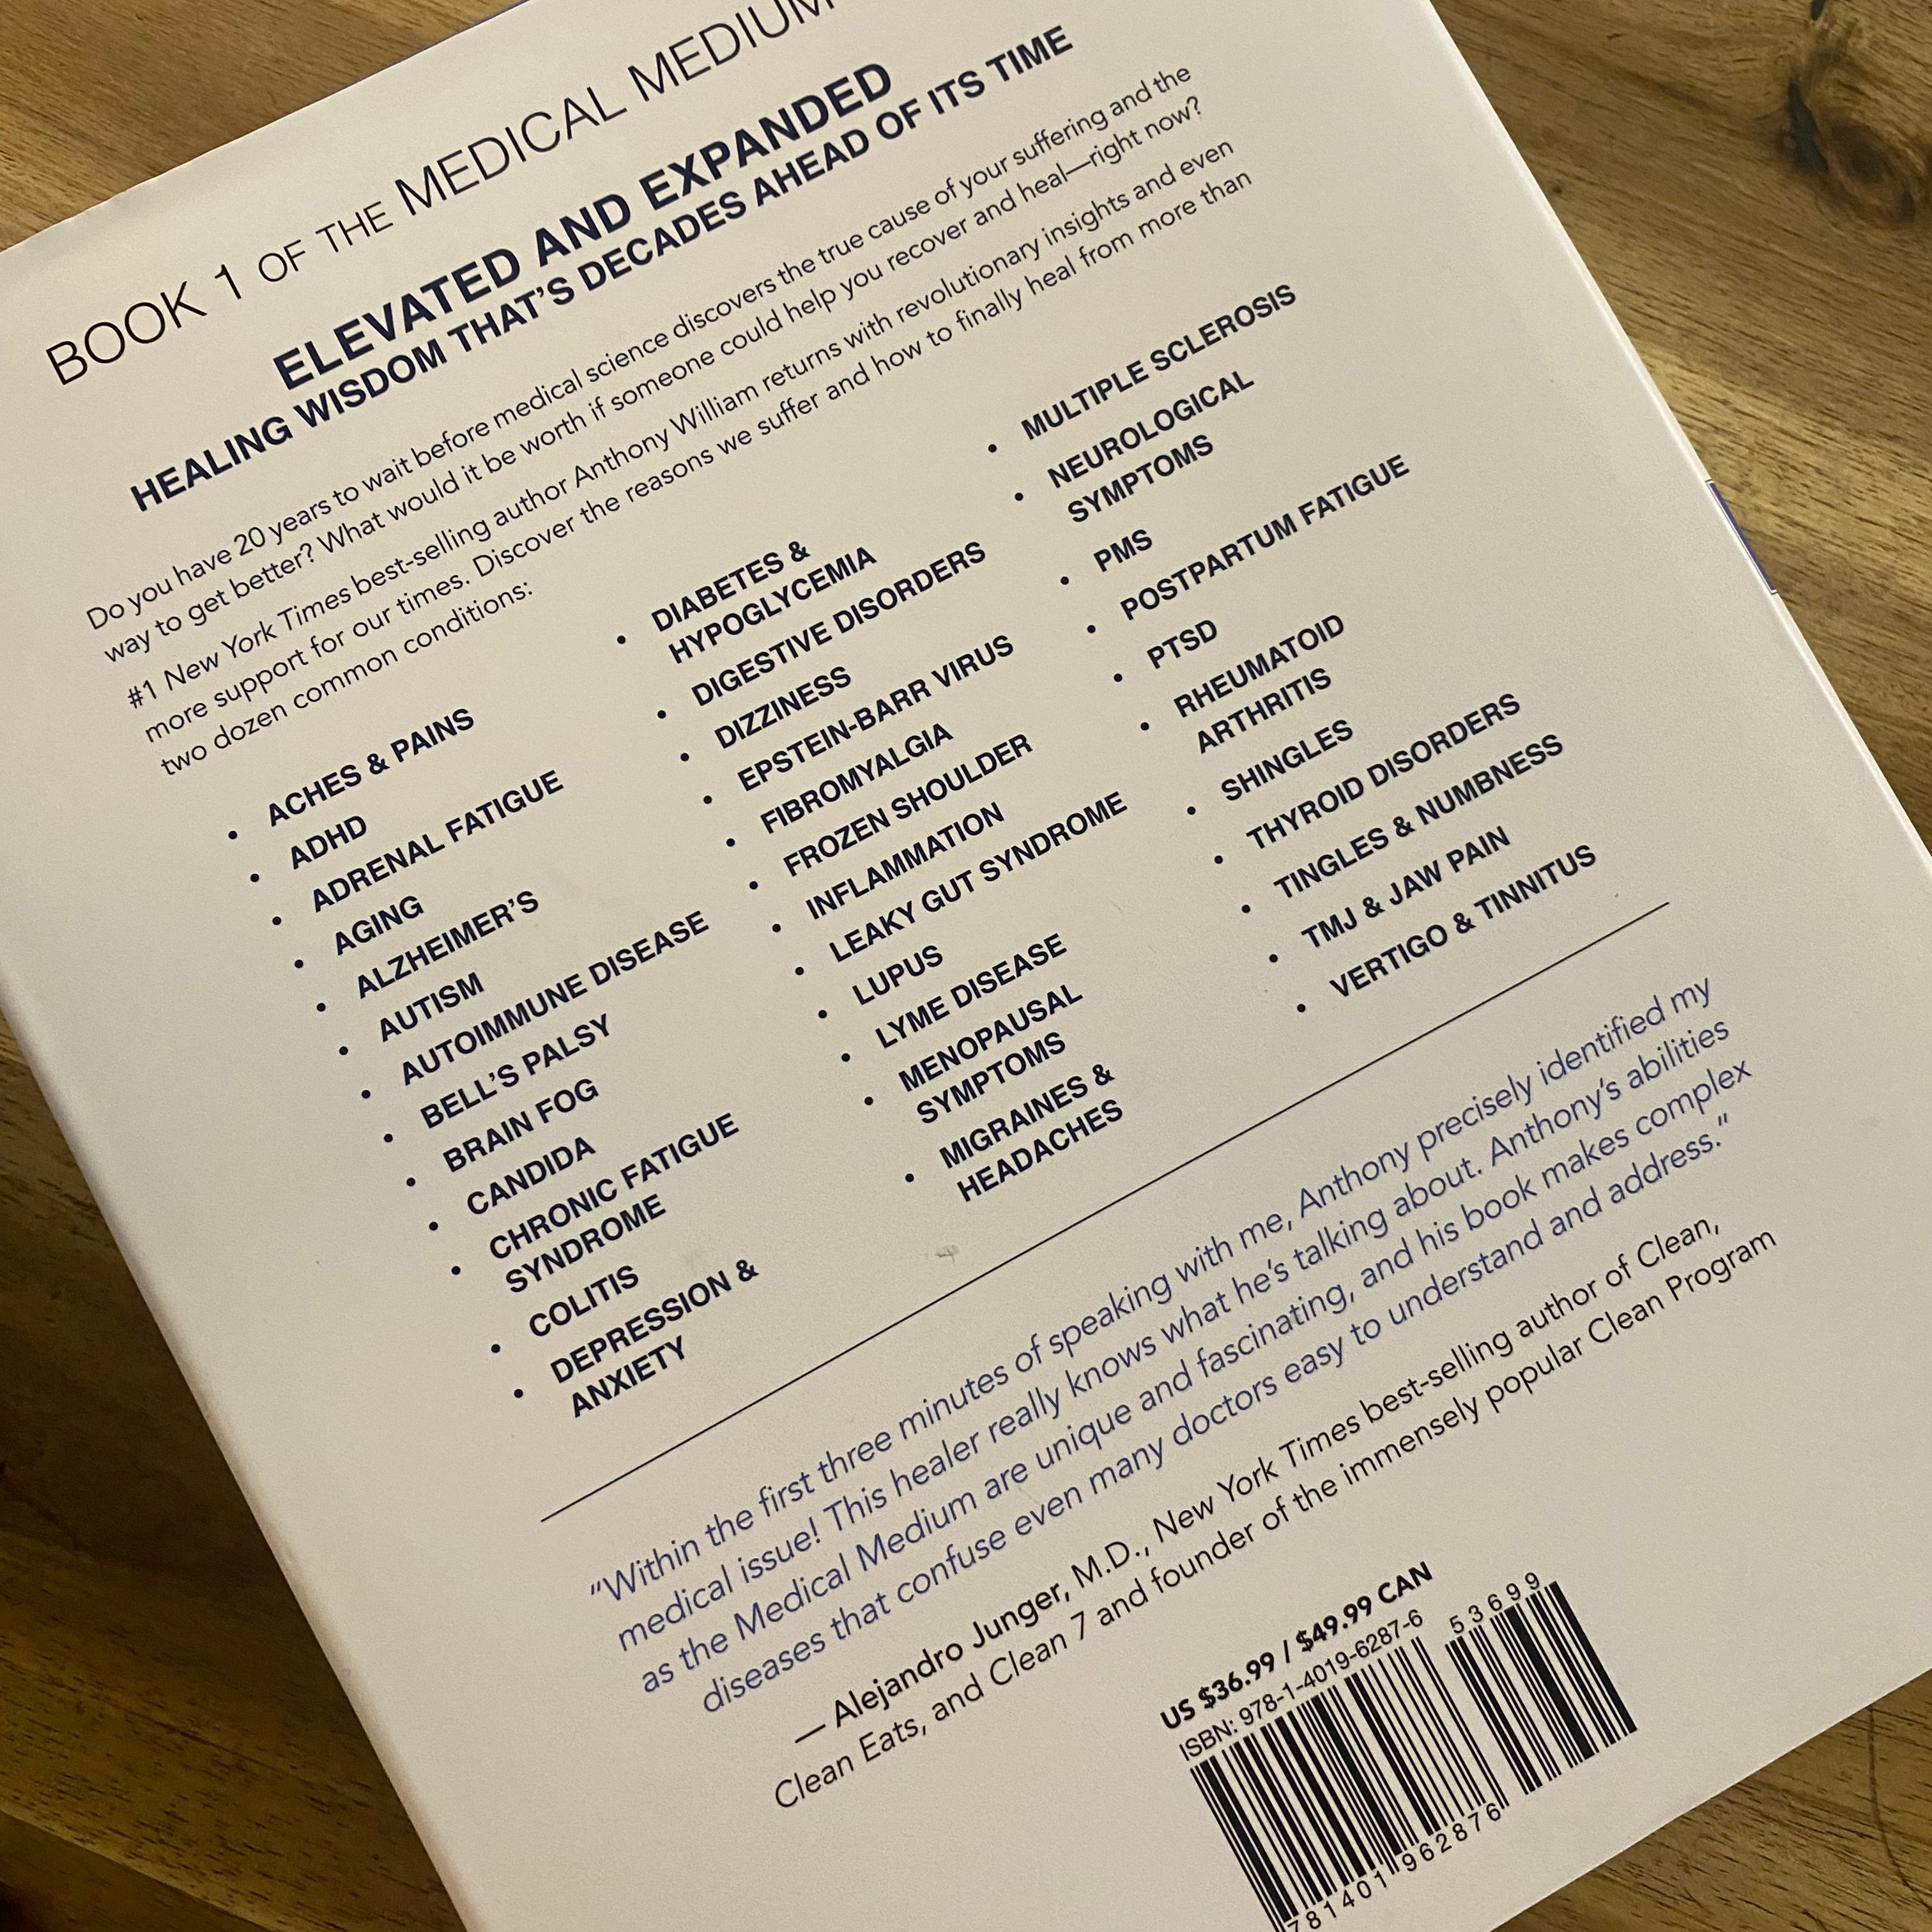 BOOK 1 OF THE MEDICAL MEDIUM
ELEVATED AND EXPANDED
HEALING WISDOM THAT'S DECADES AHEAD OF ITS TIME
Do you have 20 years to wait before medical science discovers the true cause of your suffering and the
way to get better? What would it be worth if someone could help you recover and heal—right now?
#1 New York Times best-selling author Anthony William returns with revolutionary insights and even
more support for our times. Discover the reasons we suffer and how to finally heal from more than
two dozen common conditions:
• ACHES & PAINS
• ADHD
• ADRENAL FATIGUE
• AGING
• ALZHEIMER'S
• AUTISM
• AUTOIMMUNE DISEASE
• BELL'S PALSY
• BRAIN FOG
• CANDIDA
• CHRONIC FATIGUE
SYNDROME
• COLITIS
• DEPRESSION &
ANXIETY
• DIABETES &
HYPOGLYCEMIA
• DIGESTIVE DISORDERS
• DIZZINESS
• EPSTEIN-BARR VIRUS
• FIBROMYALGIA
• FROZEN SHOULDER
• INFLAMMATION
• LEAKY GUT SYNDROME
• LUPUS
• LYME DISEASE
• MENOPAUSAL
SYMPTOMS
• MIGRAINES &
HEADACHES
• MULTIPLE SCLEROSIS
• NEUROLOGICAL
SYMPTOMS
• PMS
• POSTPARTUM FATIGUE
• PTSD
• RHEUMATOID
ARTHRITIS
• SHINGLES
• THYROID DISORDERS
• TINGLES & NUMBNESS
• TMJ & JAW PAIN
• VERTIGO & TINNITUS
"Within the first three minutes of speaking with me, Anthony precisely identified my
medical issue! This healer really knows what he's talking about. Anthony's abilities
as the Medical Medium are unique and fascinating, and his book makes complex
diseases that confuse even many doctors easy to understand and address."
— Alejandro Junger, M.D., New York Times best-selling author of Clean,
Clean Eats, and Clean 7 and founder of the immensely popular Clean Program
US $36.99 / $49.99 CAN
ISBN: 978-1-4019-6287-6
53699
781401 962876